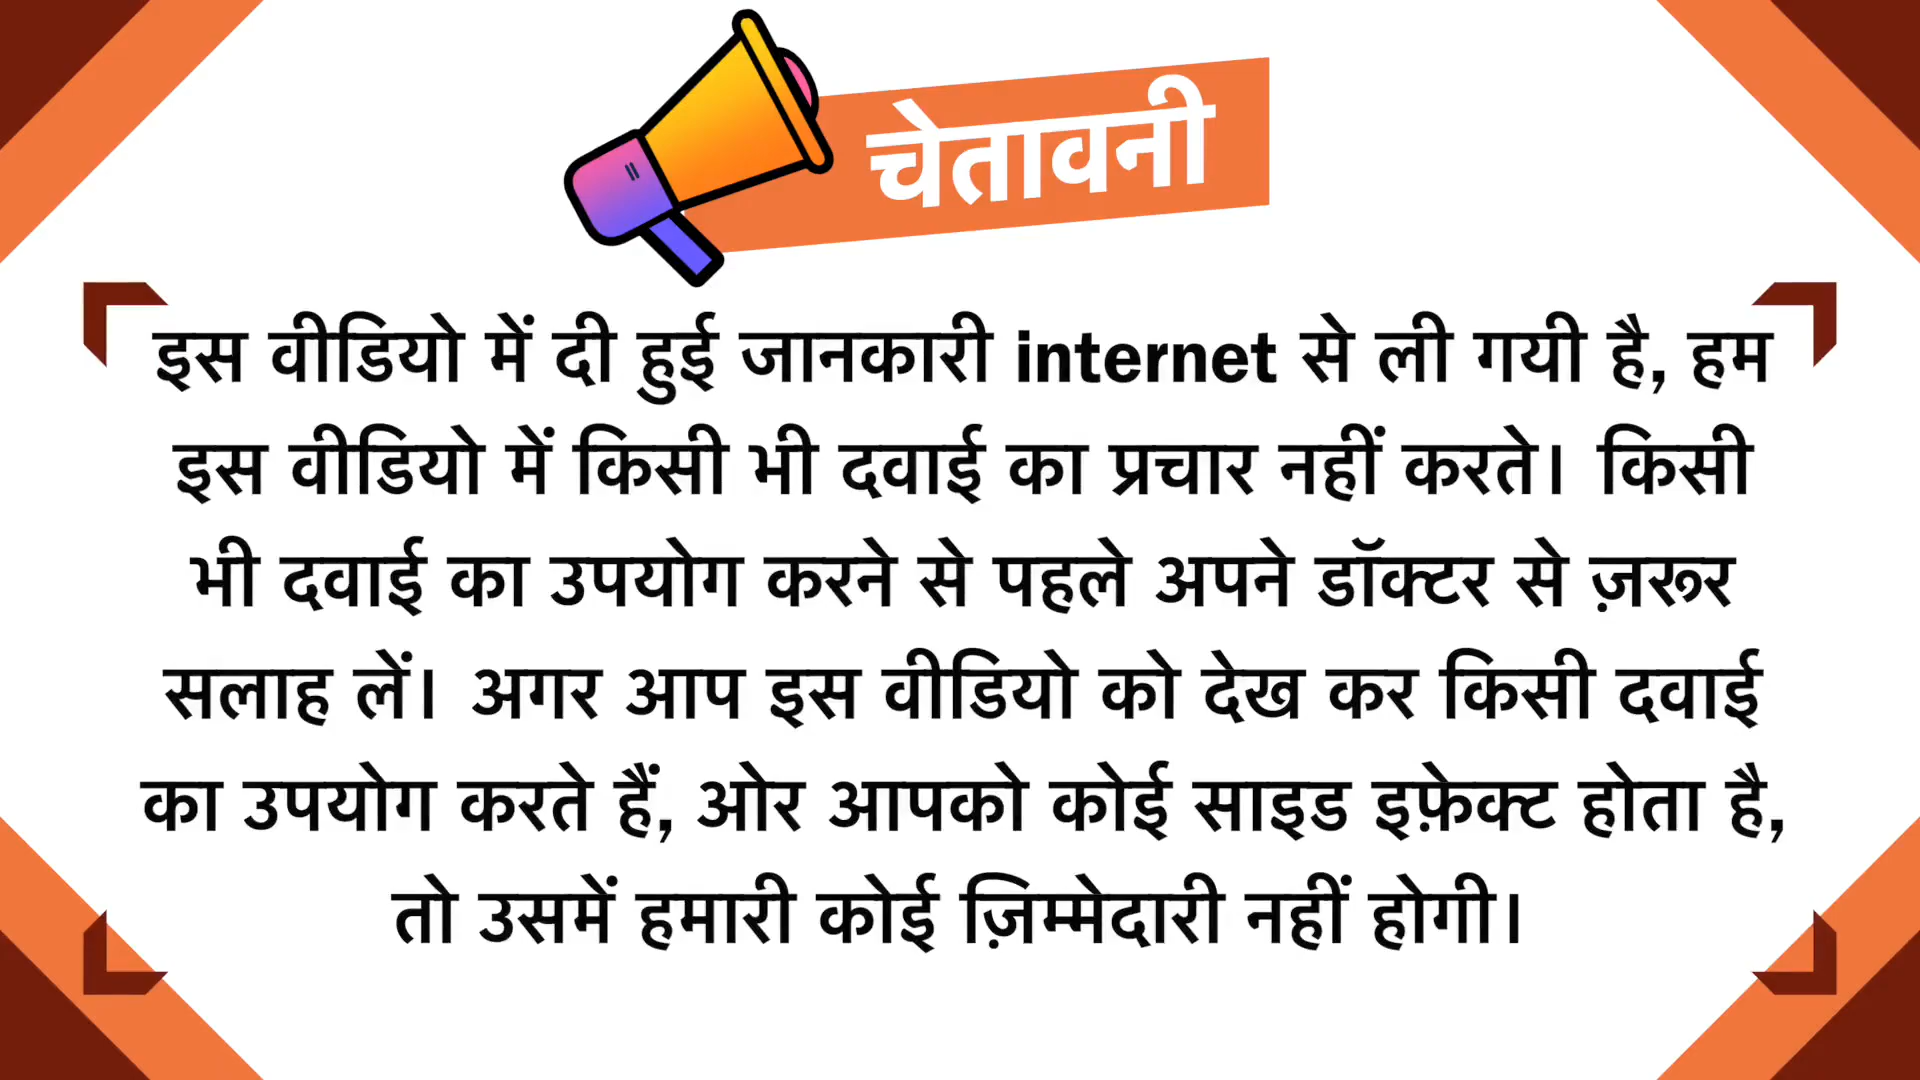 चेतावनी
इस वीडियो में दी हुई जानकारी internet से ली गयी है, हम
इस वीडियो में किसी भी दवाई का प्रचार नहीं करते। किसी
भी दवाई का उपयोग करने से पहले अपने डॉक्टर से ज़रूर
सलाह लें। अगर आप इस वीडियो को देख कर किसी दवाई
का उपयोग करते हैं, ओर आपको कोई साइड इफ़ेक्ट होता है,
तो उसमें हमारी कोई ज़िम्मेदारी नहीं होगी।